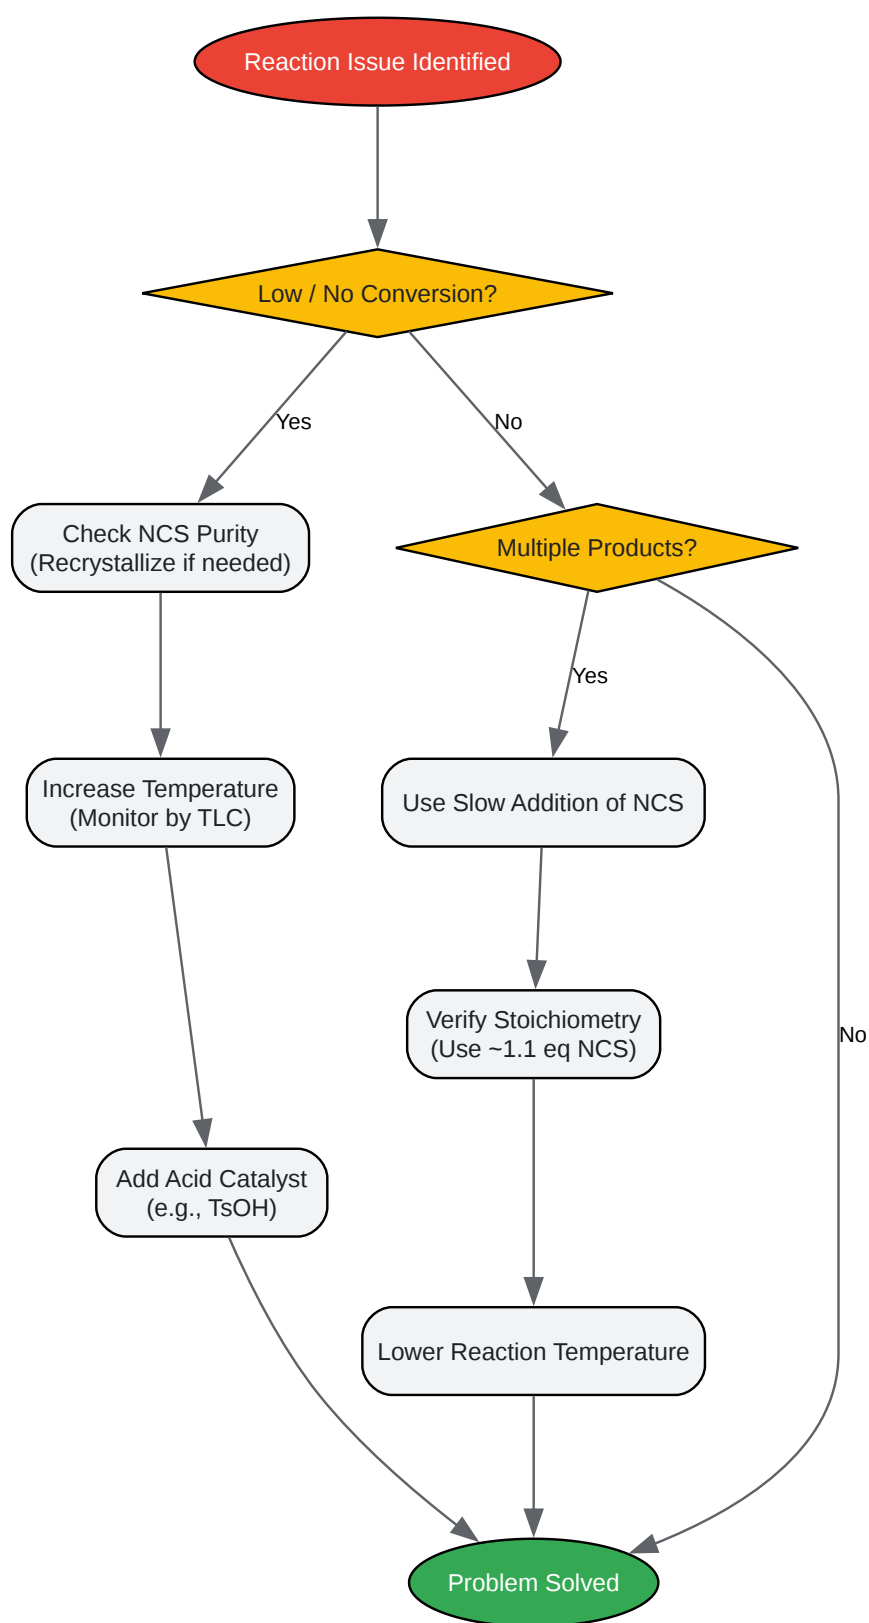 Reaction Issue Identified
Low / No Conversion?
Yes
No
Check NCS Purity
(Recrystallize if needed)
Multiple Products?
Yes
Increase Temperature
(Monitor by TLC)
Use Slow Addition of NCS
Verify Stoichiometry
(Use ~1.1 eq NCS)
No
Add Acid Catalyst
(e.g., TsOH)
Lower Reaction Temperature
Problem Solved